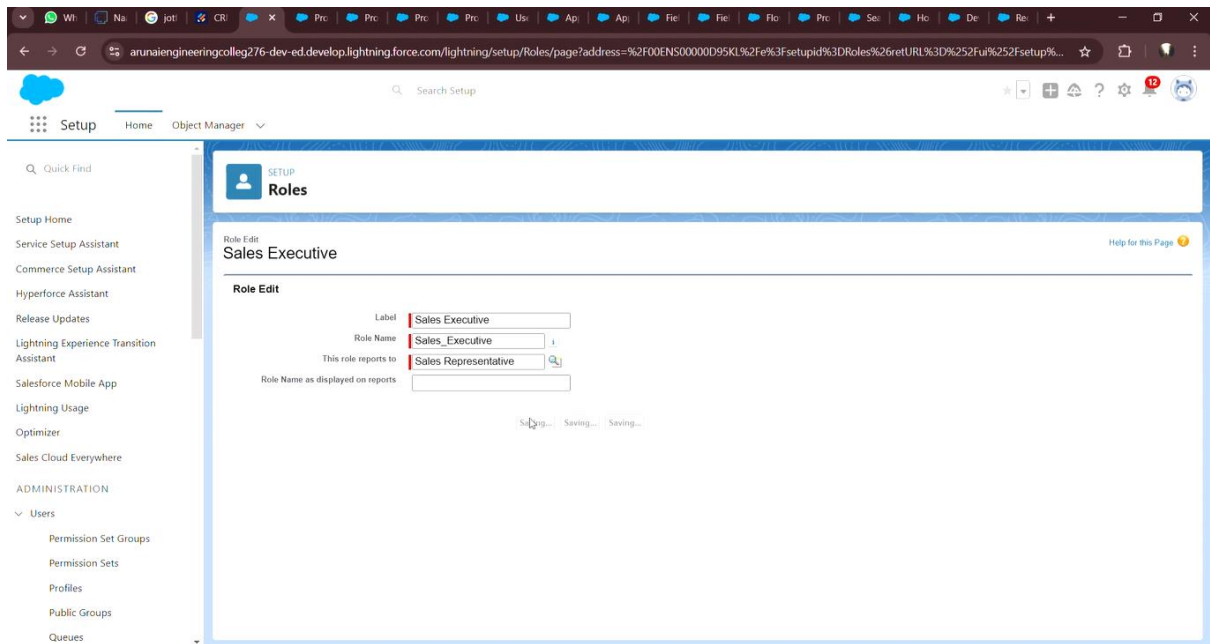 Wh
Na
joti
CRI
Pro
Pro
Pro
Pro
Use
App
App
Fiel
Fiel
Flo
Pro
Sea
Ho
De
Rec
arunaiengineeringcolleg276-dev-ed.develop.lightning.force.com/lightning/setup/Roles/page?address=%2F00ENS00000D95KL%2Fe%3Fsetupid%3DRoles%26retURL%3D%252Fui%252Fsetup%...
Search Setup
12
Setup Home Object Manager
Quick Find
SETUP
Roles
Setup Home
Service Setup Assistant
Commerce Setup Assistant
Hyperforce Assistant
Release Updates
Lightning Experience Transition
Assistant
Salesforce Mobile App
Lightning Usage
Optimizer
Sales Cloud Everywhere
ADMINISTRATION
Users
Permission Set Groups
Permission Sets
Profiles
Public Groups
Queues
Role Edit
Sales Executive
Help for this Page
Role Edit
Label Sales Executive
Role Name Sales_Executive i
This role reports to Sales Representative
Role Name as displayed on reports
Saving... Saving... Saving...